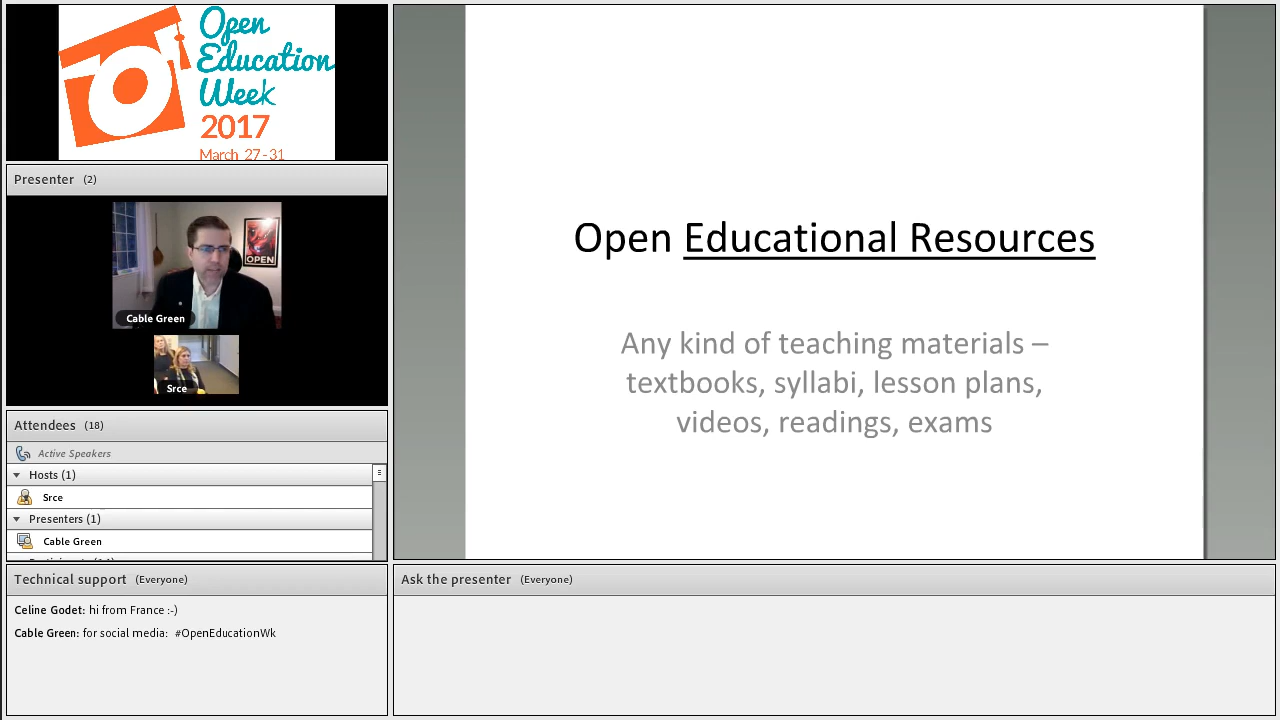 Open
Education
Week
2017
March 27-31
Presenter (2)
OPEN
Cable Green
Srce
Attendees (18)
Active Speakers
Hosts (1)
Srce
Presenters (1)
Cable Green
Technical support (Everyone)
Celine Godet: hi from France :-)
Cable Green: for social media: #OpenEducationWk
Open Educational Resources
Any kind of teaching materials –
textbooks, syllabi, lesson plans,
videos, readings, exams
Ask the presenter (Everyone)